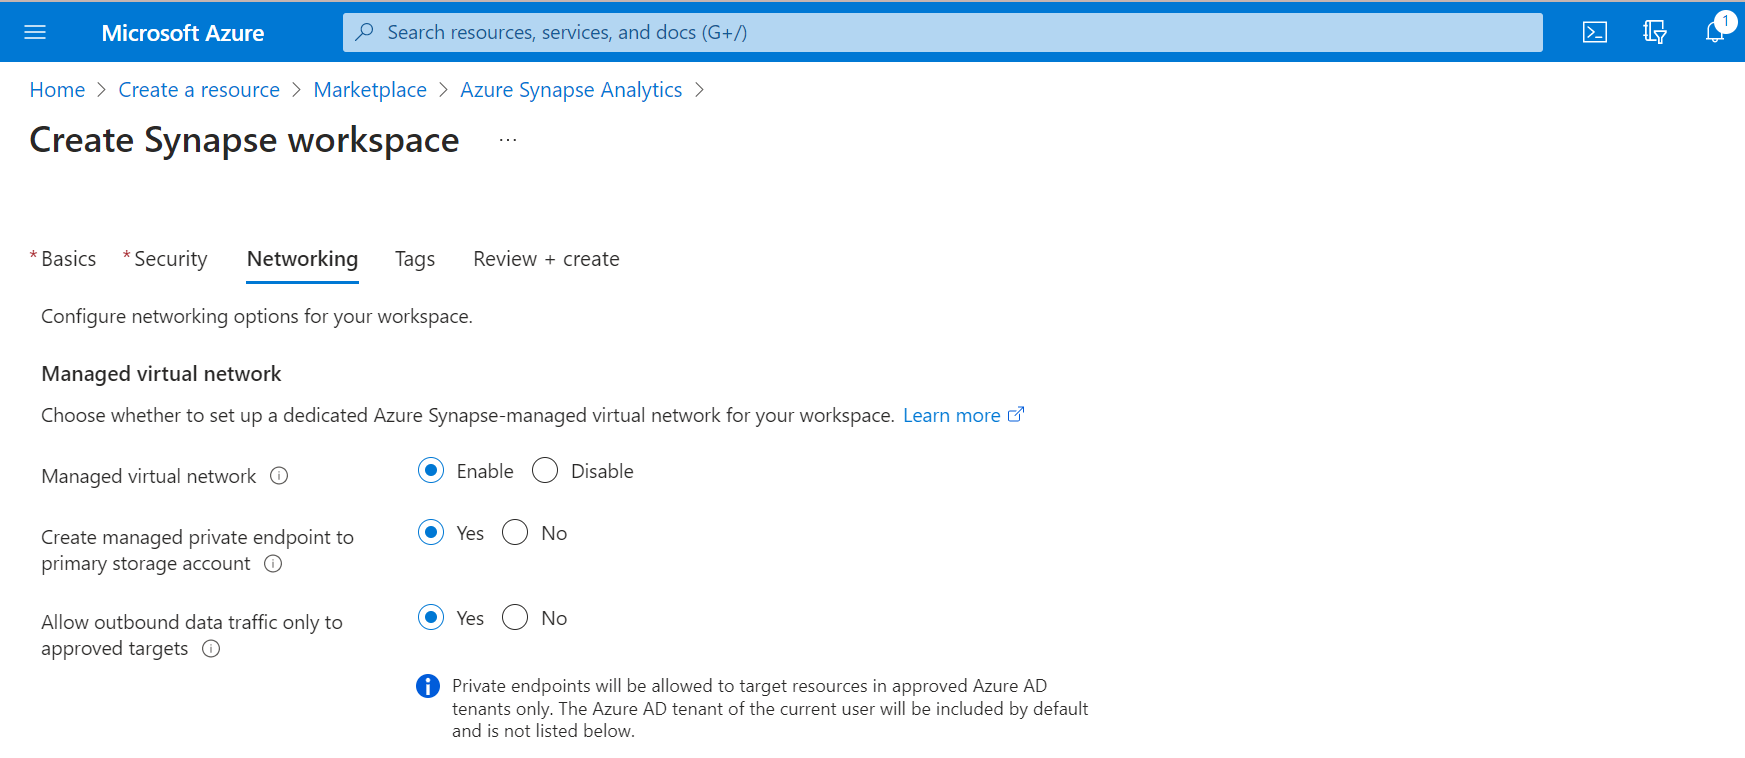 Microsoft Azure
Search resources, services, and docs (G+/)
1
Home > Create a resource > Marketplace > Azure Synapse Analytics >
Create Synapse workspace ...
* Basics * Security Networking Tags Review + create
Configure networking options for your workspace.
Managed virtual network
Choose whether to set up a dedicated Azure Synapse-managed virtual network for your workspace. Learn more
Managed virtual network Enable Disable
Create managed private endpoint to
primary storage account
Yes No
Allow outbound data traffic only to
approved targets
Yes No
Private endpoints will be allowed to target resources in approved Azure AD
tenants only. The Azure AD tenant of the current user will be included by default
and is not listed below.